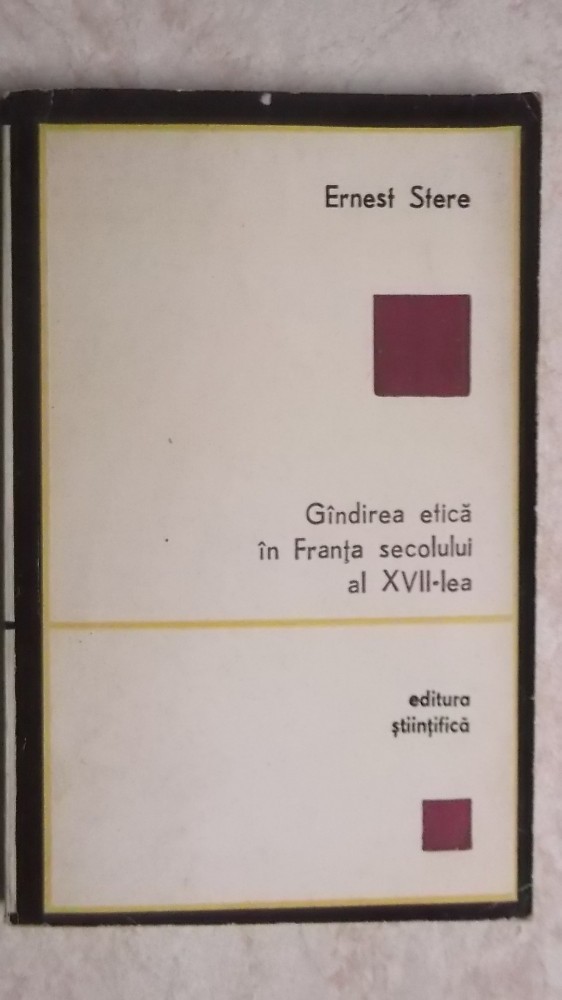 Ernest Stere
Gîndirea etică
în Franța secolului
al XVII-lea
editura
științifică